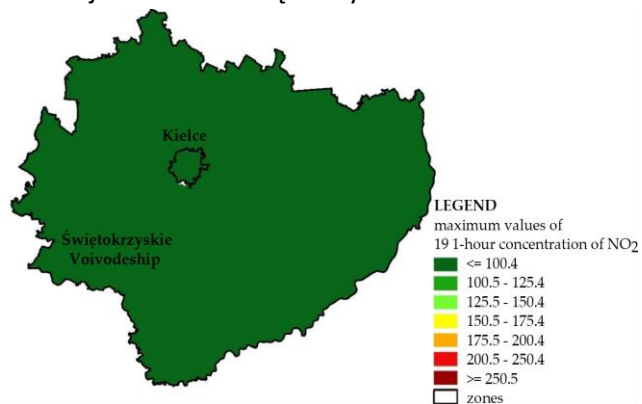 Kielce
Świętokrzyskie
Voivodeship
LEGEND
maximum values of
19 1-hour concentration of NO2
<= 100.4
100.5 - 125.4
125.5 - 150.4
150.5 - 175.4
175.5 - 200.4
200.5 - 250.4
>= 250.5
zones